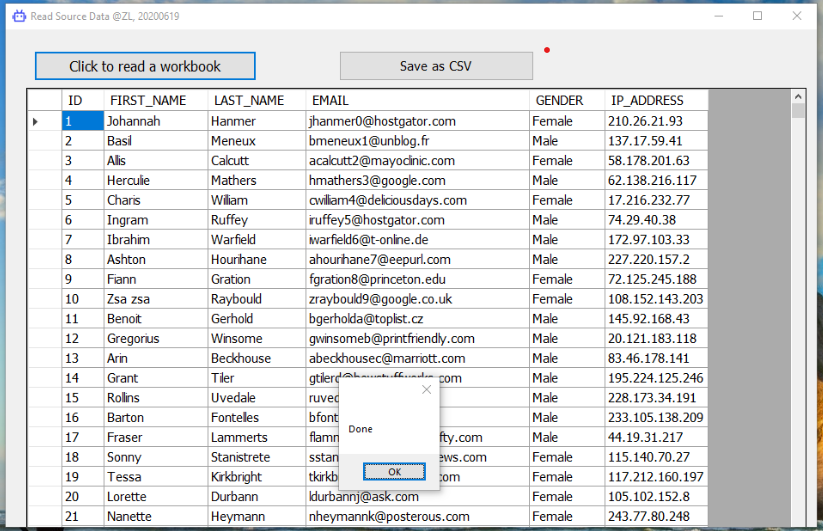 Read Source Data @ZL, 20200619
Click to read a workbook Save as CSV
ID FIRST_NAME LAST_NAME EMAIL GENDER IP_ADDRESS
1 Johannah Hanmer jhanmer0@hostgator.com Female 210.26.21.93
2 Basil Meneux bmeneux1@unblog.fr Male 137.17.59.41
3 Allis Calcutt acalcutt2@mayoclinic.com Female 58.178.201.63
4 Herculie Mathers hmathers3@google.com Male 62.138.216.117
5 Charis William cwilliam4@deliciousdays.com Female 17.216.232.77
6 Ingram Ruffey iruffey5@hostgator.com Male 74.29.40.38
7 Ibrahim Warfield iwarfield6@t-online.de Male 172.97.103.33
8 Ashton Hourihane ahourihane7@eepurl.com Male 227.220.157.2
9 Fiann Gration fgration8@princeton.edu Female 72.125.245.188
10 Zsa zsa Raybould zraybould9@google.co.uk Female 108.152.143.203
11 Benoit Gerhold bgerholda@toplist.cz Male 145.92.168.43
12 Gregorius Winsome gwinsomeb@printfriendly.com Male 20.121.183.118
13 Arin Beckhouse abeckhousec@marriott.com Male 83.46.178.141
14 Grant Tiler Male 195.224.125.246
15 Rollins Uvedale ruved Male 228.173.34.191
16 Barton Fontelles bfont Male 233.105.138.209
17 Fraser Lammerts flamm fty.com Male 44.19.31.217
18 Sonny Stanistrete sstan ews.com Female 115.140.70.27
19 Tessa Kirkbright tkirkb .com Female 117.212.160.197
20 Lorette Durbann ldurbannj@ask.com Female 105.102.152.8
21 Nanette Heymann nheymannk@posterous.com Female 243.77.80.248
Done
OK